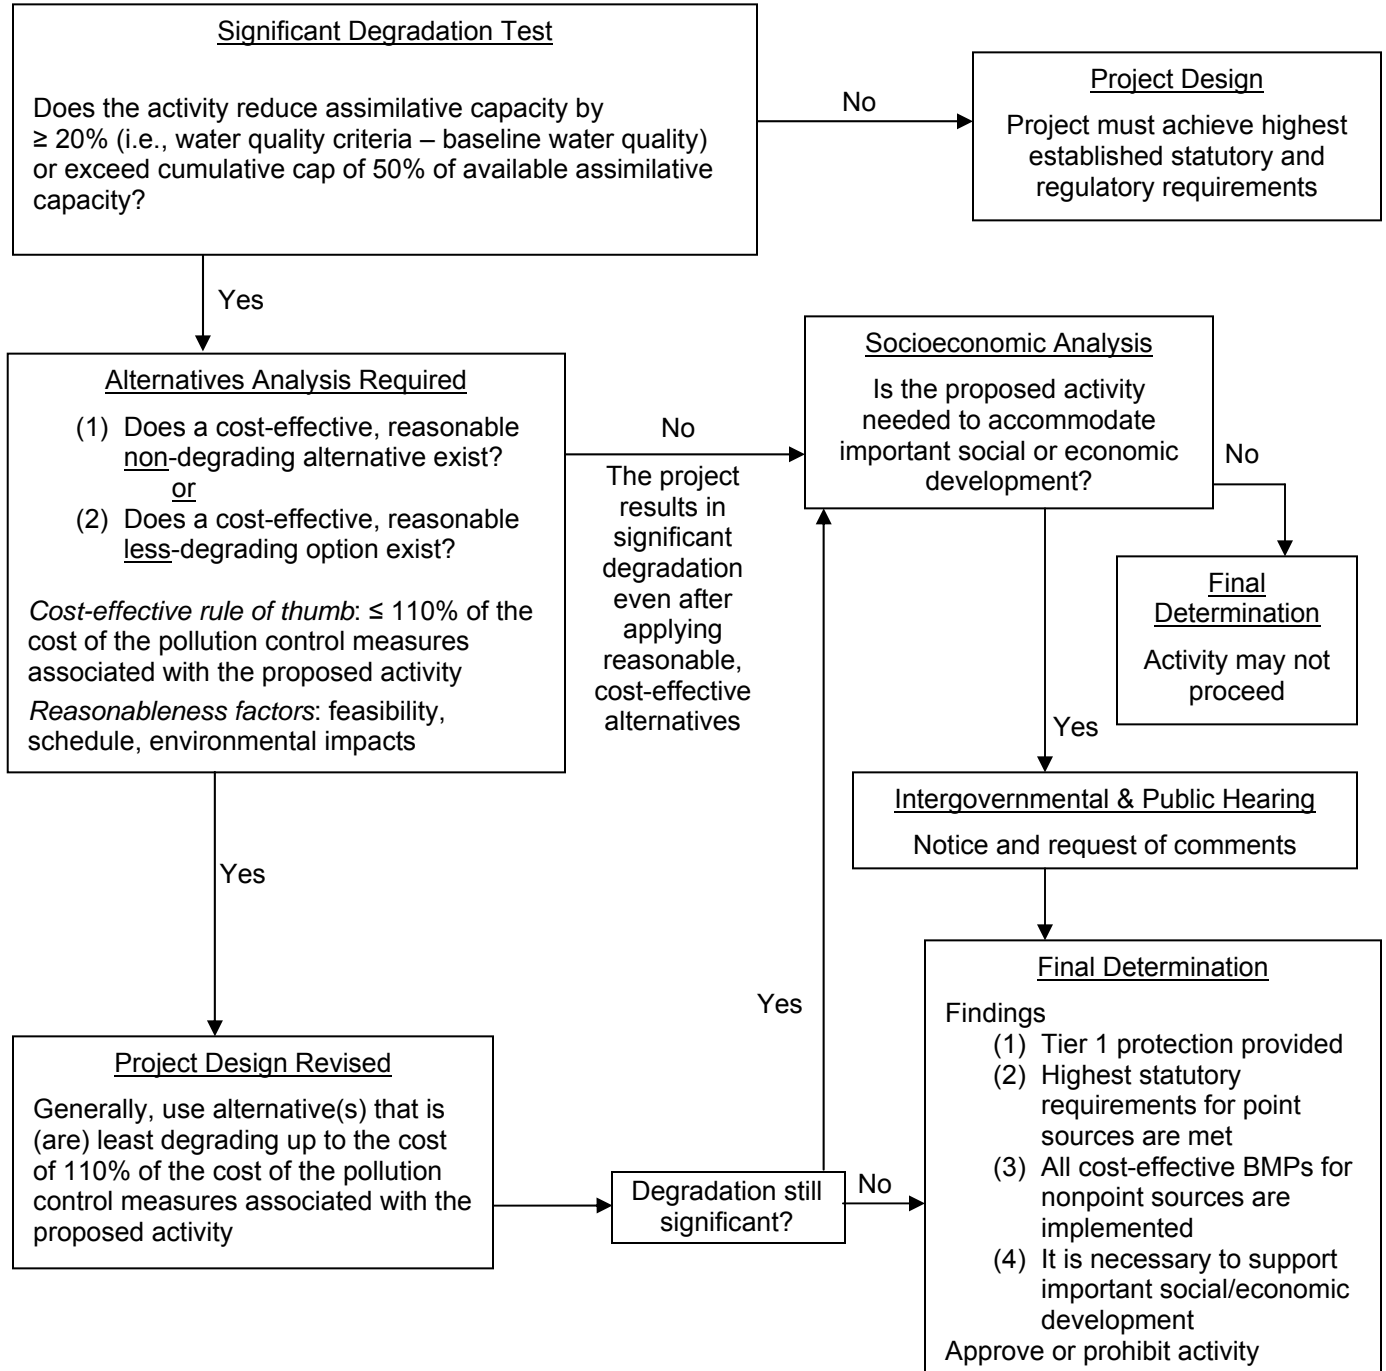 Significant Degradation Test
Does the activity reduce assimilative capacity by
≥ 20% (i.e., water quality criteria – baseline water quality)
or exceed cumulative cap of 50% of available assimilative
capacity?
No
Project Design
Project must achieve highest
established statutory and
regulatory requirements
Yes
Alternatives Analysis Required
(1) Does a cost-effective, reasonable
non-degrading alternative exist?
or
(2) Does a cost-effective, reasonable
less-degrading option exist?
Cost-effective rule of thumb: ≤ 110% of the
cost of the pollution control measures
associated with the proposed activity
Reasonableness factors: feasibility,
schedule, environmental impacts
No
The project
results in
significant
degradation
even after
applying
reasonable,
cost-effective
alternatives
Socioeconomic Analysis
Is the proposed activity
needed to accommodate
important social or economic
development?
No
Final
Determination
Activity may not
proceed
Yes
Intergovernmental & Public Hearing
Notice and request of comments
Yes
Project Design Revised
Generally, use alternative(s) that is
(are) least degrading up to the cost
of 110% of the cost of the pollution
control measures associated with the
proposed activity
Degradation still
significant?
Yes
No
Final Determination
Findings
(1) Tier 1 protection provided
(2) Highest statutory
requirements for point
sources are met
(3) All cost-effective BMPs for
nonpoint sources are
implemented
(4) It is necessary to support
important social/economic
development
Approve or prohibit activity